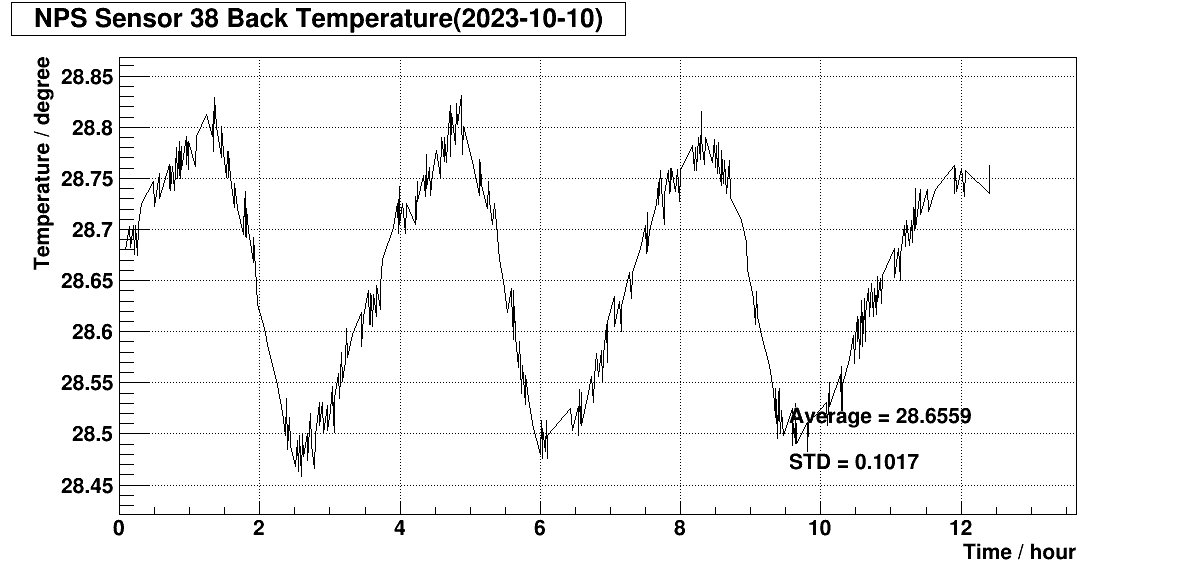 NPS Sensor 38 Back Temperature(2023-10-10)
Temperature / degree
28.85
28.8
28.75
28.7
28.65
28.6
28.55
28.5
28.45
Average = 28.6559
STD = 0.1017
0 2 4 6 8 10 12
Time / hour